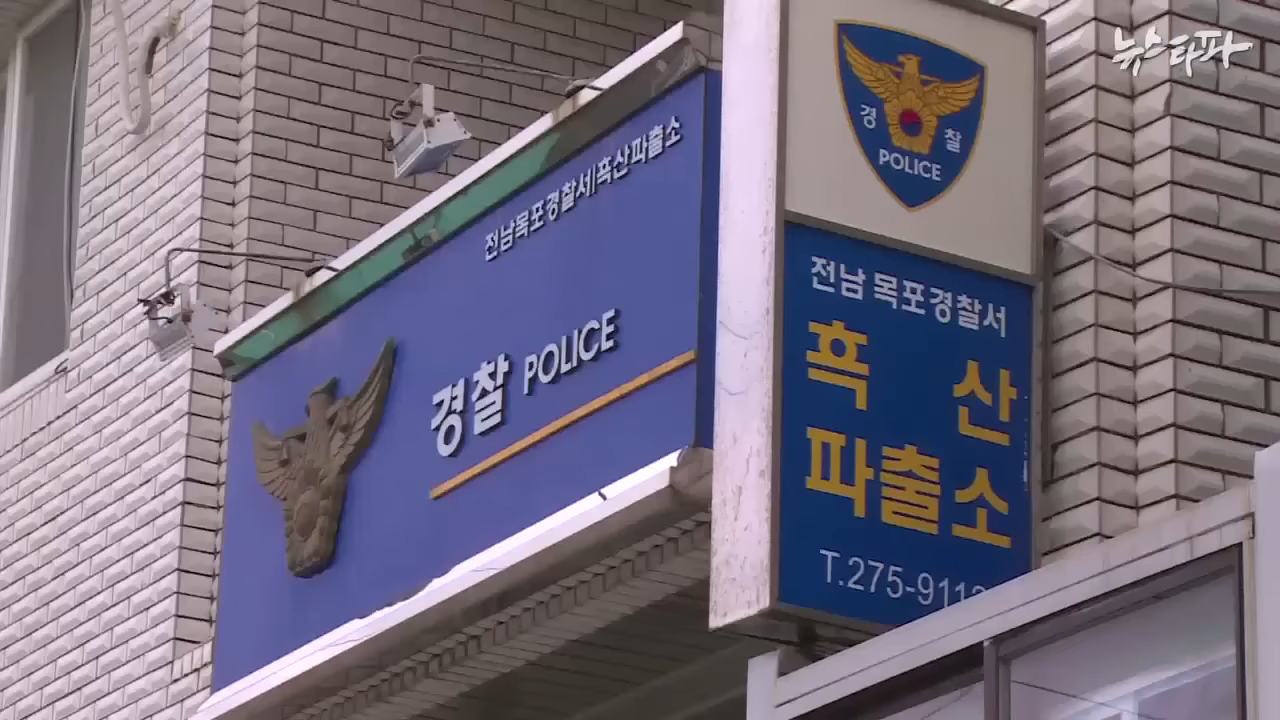 뉴스타파
경 찰
POLICE
전남목포경찰서|흑산파출소
경찰 POLICE
전남 목포경찰서
흑 산
파출소